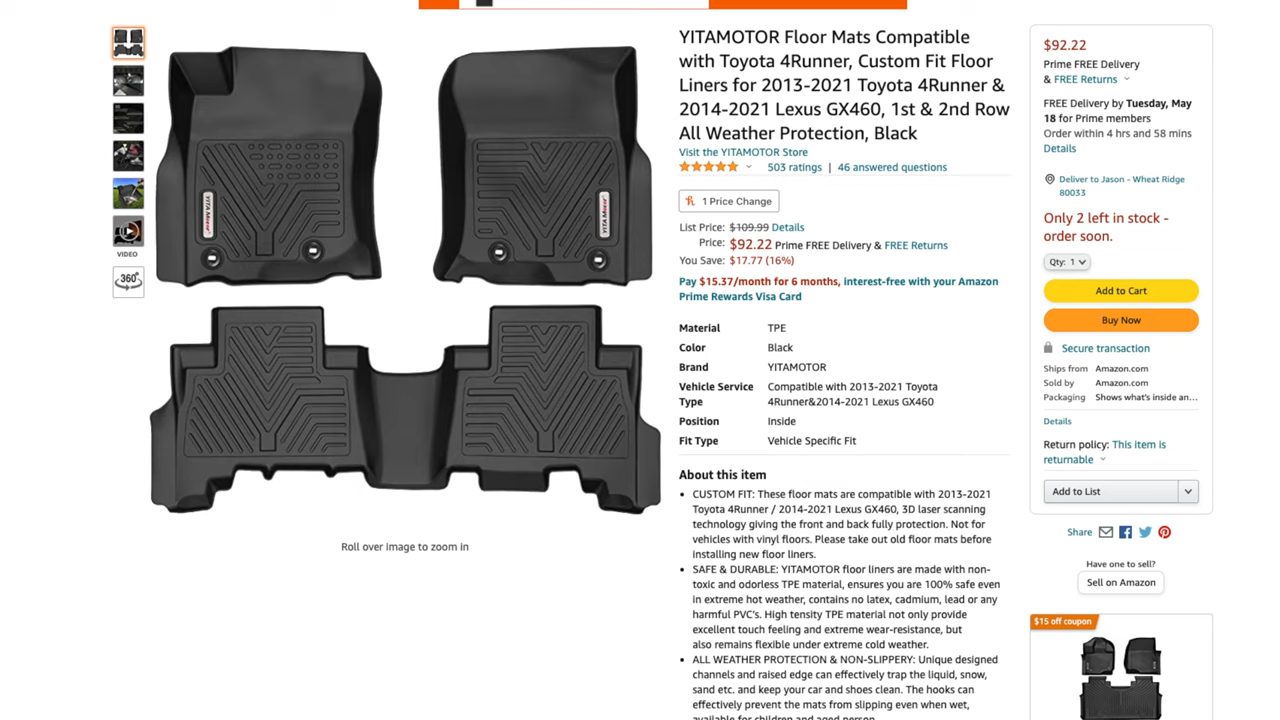 VIDEO
360°
YITAMOTOR
YITAMOTOR
Roll over image to zoom in
YITAMOTOR Floor Mats Compatible
with Toyota 4Runner, Custom Fit Floor
Liners for 2013-2021 Toyota 4Runner &
2014-2021 Lexus GX460, 1st & 2nd Row
All Weather Protection, Black
Visit the YITAMOTOR Store
503 ratings | 46 answered questions
1 Price Change
List Price: $109.99 Details
Price: $92.22 Prime FREE Delivery & FREE Returns
You Save: $17.77 (16%)
Pay $15.37/month for 6 months, interest-free with your Amazon
Prime Rewards Visa Card
Material TPE
Color Black
Brand YITAMOTOR
Vehicle Service Compatible with 2013-2021 Toyota
Type 4Runner&2014-2021 Lexus GX460
Position Inside
Fit Type Vehicle Specific Fit
About this item
• CUSTOM FIT: These floor mats are compatible with 2013-2021
Toyota 4Runner / 2014-2021 Lexus GX460, 3D laser scanning
technology giving the front and back fully protection. Not for
vehicles with vinyl floors. Please take out old floor mats before
installing new floor liners.
• SAFE & DURABLE: YITAMOTOR floor liners are made with non-
toxic and odorless TPE material, ensures you are 100% safe even
in extreme hot weather, contains no latex, cadmium, lead or any
harmful PVC's. High tensity TPE material not only provide
excellent touch feeling and extreme wear-resistance, but
also remains flexible under extreme cold weather.
• ALL WEATHER PROTECTION & NON-SLIPPERY: Unique designed
channels and raised edge can effectively trap the liquid, snow,
sand etc. and keep your car and shoes clean. The hooks can
effectively prevent the mats from slipping even when wet,
available for children and aged person.
$92.22
Prime FREE Delivery
& FREE Returns
FREE Delivery by Tuesday, May
18 for Prime members
Order within 4 hrs and 58 mins
Details
Deliver to Jason - Wheat Ridge
80033
Only 2 left in stock -
order soon.
Qty: 1
Add to Cart
Buy Now
Secure transaction
Ships from Amazon.com
Sold by Amazon.com
Packaging Shows what's inside an...
Details
Return policy: This item is
returnable
Add to List
Share
Have one to sell?
Sell on Amazon
$15 off coupon